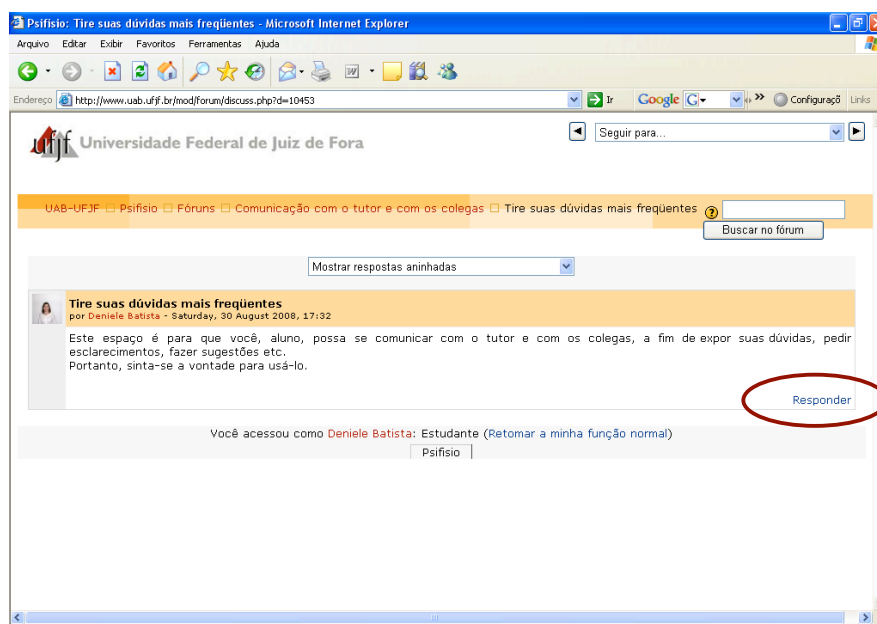 Psifisio: Tire suas dúvidas mais freqüentes - Microsoft Internet Explorer
Arquivo Editar Exibir Favoritos Ferramentas Ajuda
Endereço http://www.uab.ufjf.br/mod/forum/discuss.php?d=10453 Ir Google G Configuraçõ Links
ufjf Universidade Federal de Juiz de Fora Seguir para...
UAB-UFJF Psifisio Fóruns Comunicação com o tutor e com os colegas Tire suas dúvidas mais freqüentes
Buscar no fórum
Mostrar respostas aninhadas
Tire suas dúvidas mais freqüentes
por Deniele Batista - Saturday, 30 August 2008, 17:32
Este espaço é para que você, aluno, possa se comunicar com o tutor e com os colegas, a fim de expor suas dúvidas, pedir
esclarecimentos, fazer sugestões etc.
Portanto, sinta-se a vontade para usá-lo.
Responder
Você acessou como Deniele Batista: Estudante (Retomar a minha função normal)
Psifisio